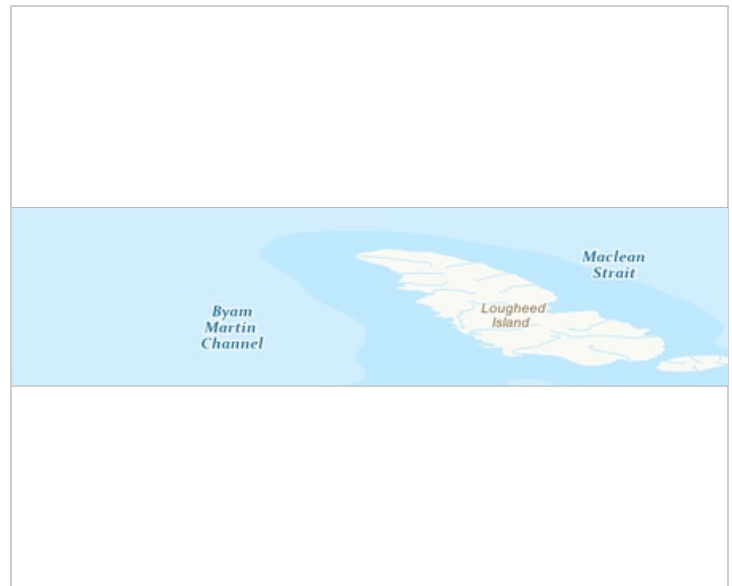 Maclean
Strait
Lougheed
Island
Byam
Martin
Channel